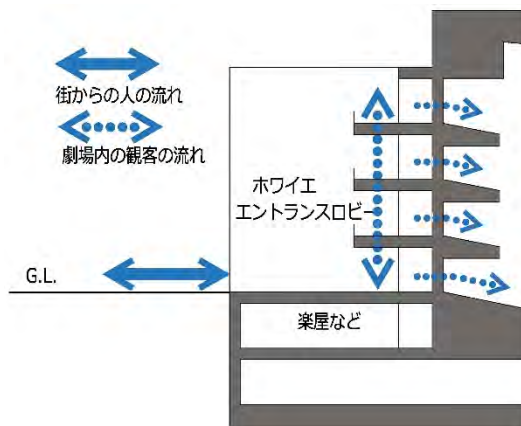 街からの人の流れ
劇場内の観客の流れ
ホワイエ
エントランスロビー
G.L.
楽屋など